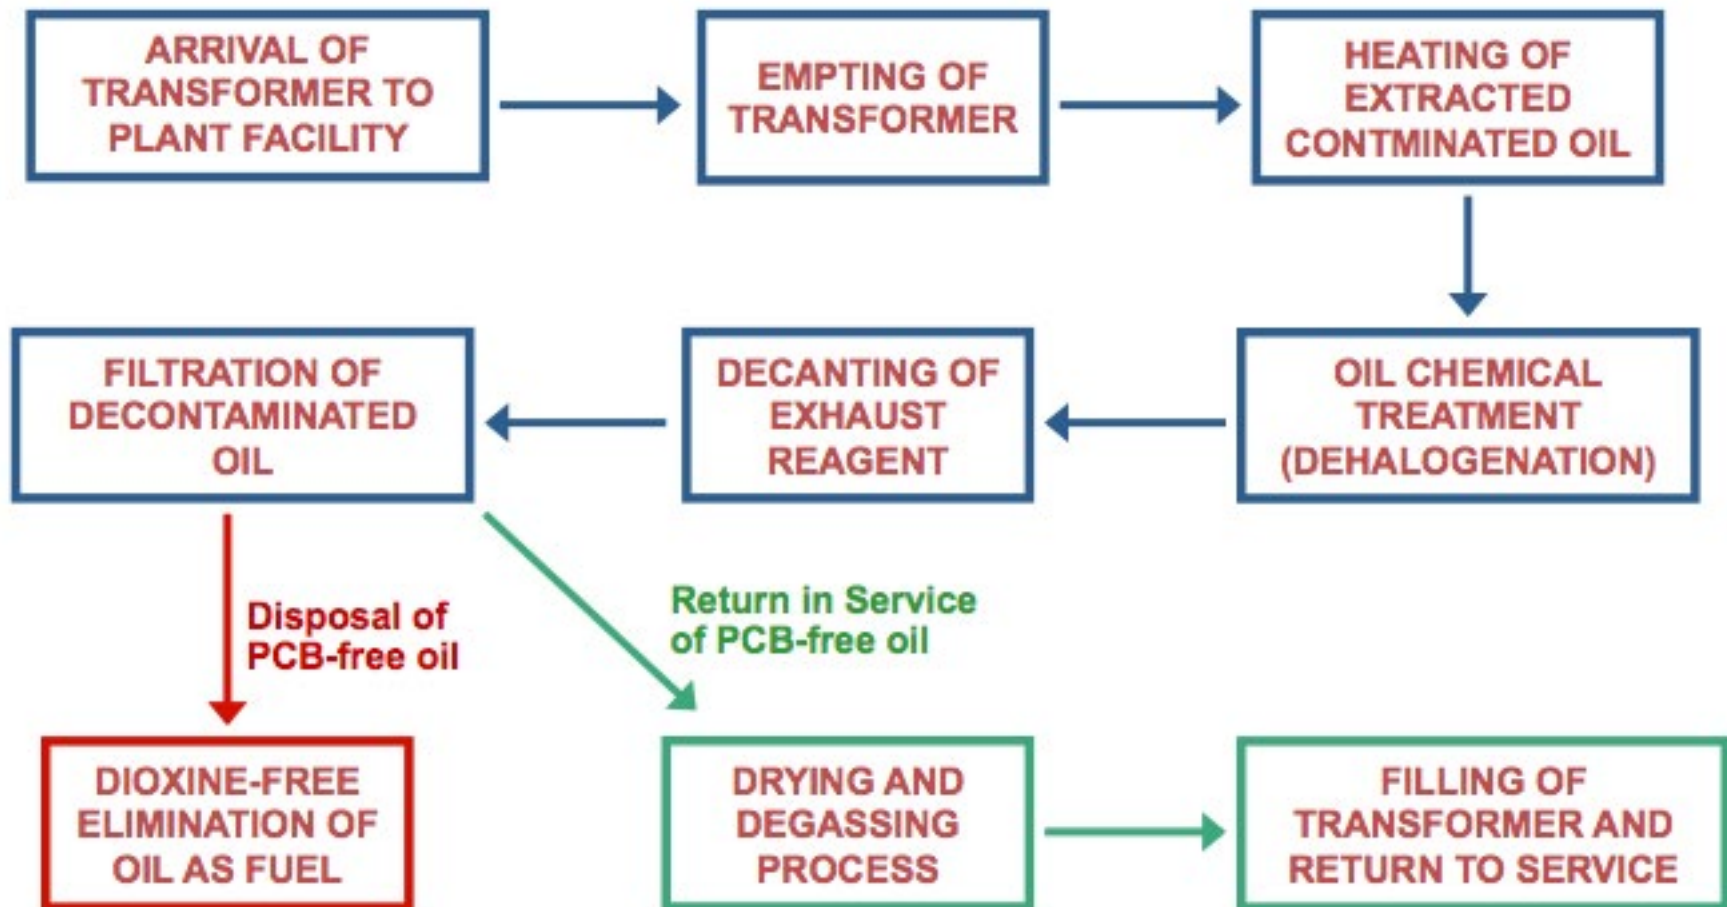 ARRIVAL OF
TRANSFORMER TO
PLANT FACILITY
EMPTING OF
TRANSFORMER
HEATING OF
EXTRACTED
CONTMINATED OIL
OIL CHEMICAL
TREATMENT
(DEHALOGENATION)
DECANTING OF
EXHAUST
REAGENT
FILTRATION OF
DECONTAMINATED
OIL
Disposal of
PCB-free oil
Return in Service
of PCB-free oil
DIOXINE-FREE
ELIMINATION OF
OIL AS FUEL
DRYING AND
DEGASSING
PROCESS
FILLING OF
TRANSFORMER AND
RETURN TO SERVICE